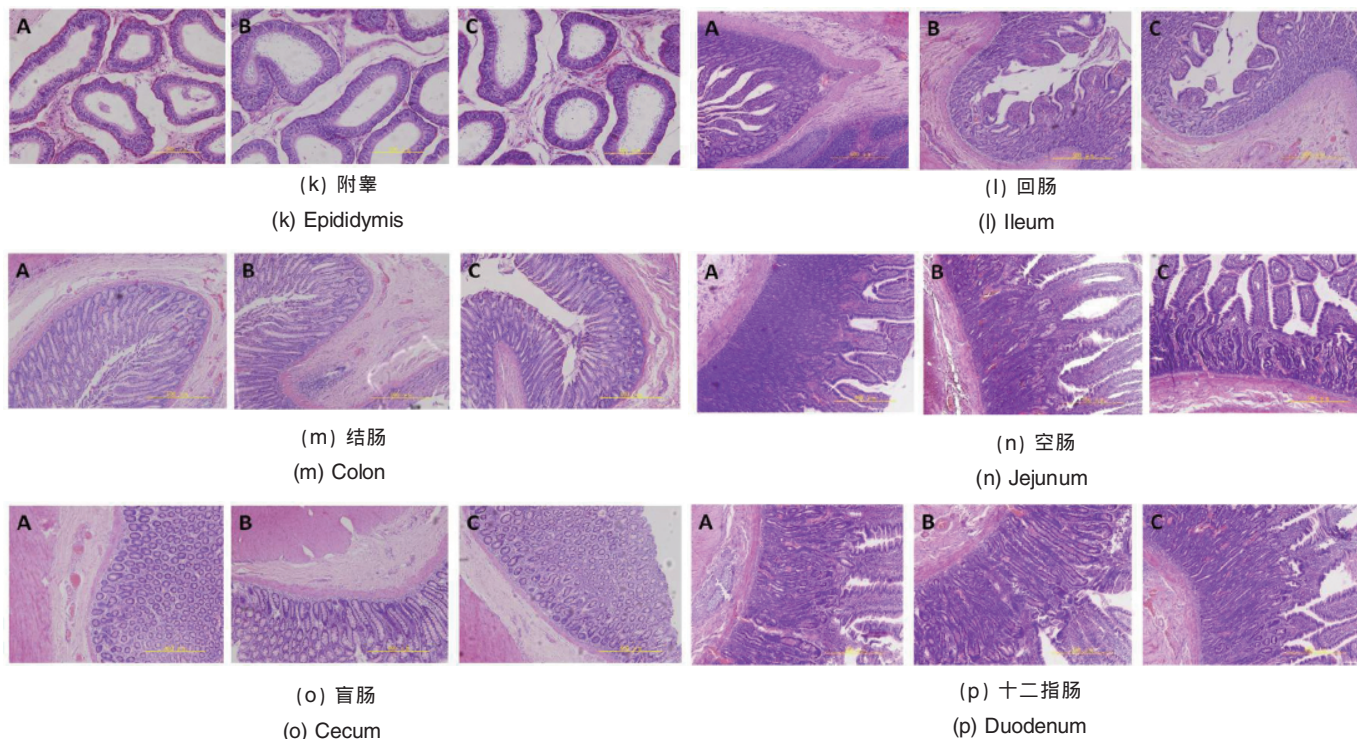 A B C A B C
(k) 附睾 (l) 回肠
(k) Epididymis (l) Ileum
A B C A B C
(m) 结肠 (n) 空肠
(m) Colon (n) Jejunum
A B C A B C
(o) 盲肠 (p) 十二指肠
(o) Cecum (p) Duodenum